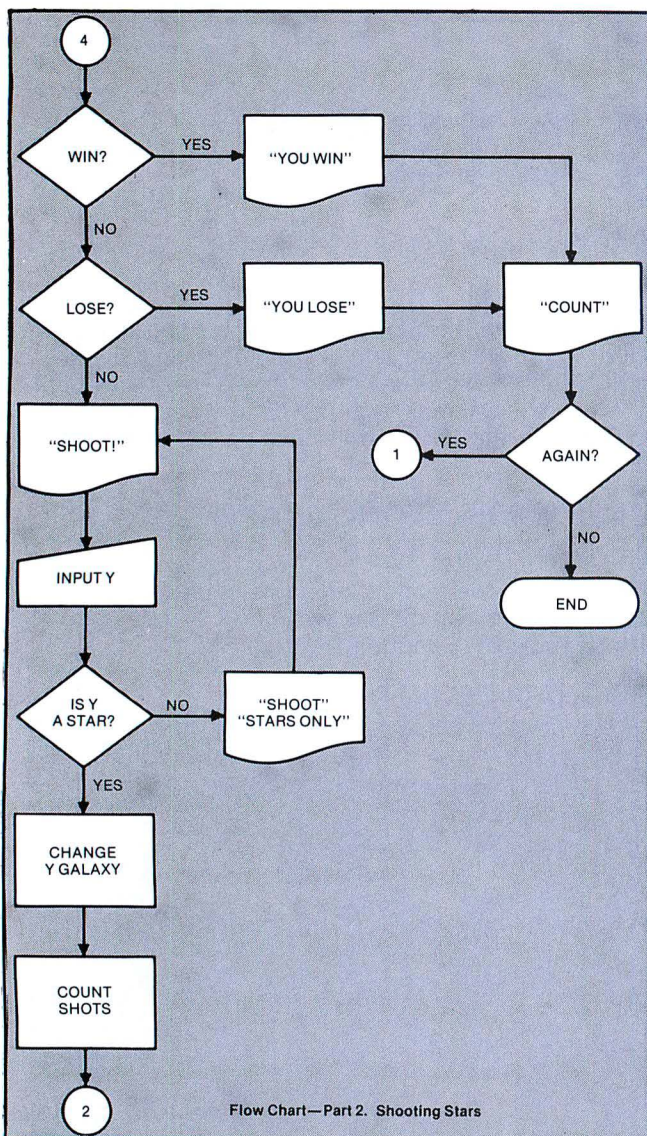 4
WIN?
YES
"YOU WIN"
NO
LOSE?
YES
"YOU LOSE"
"COUNT"
NO
"SHOOT!"
1
YES
AGAIN?
NO
INPUT Y
END
IS Y
A STAR?
NO
"SHOOT"
"STARS ONLY"
YES
CHANGE
Y GALAXY
COUNT
SHOTS
2
Flow Chart—Part 2. Shooting Stars